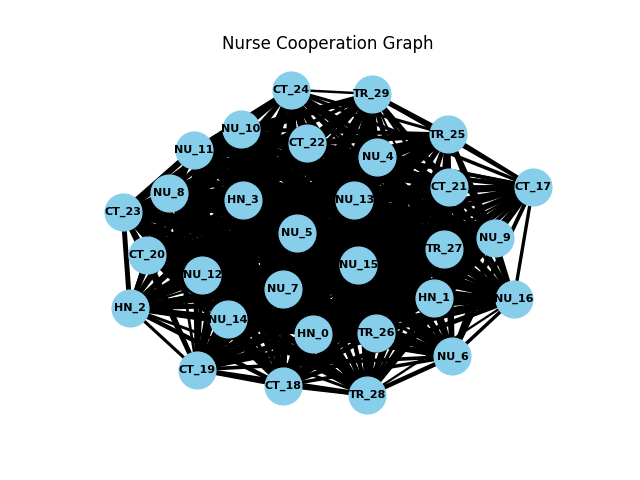 Nurse Cooperation Graph
CT_24
TR_29
NU_10
TR_25
CT_22
NU_11
NU_4
CT_21
CT_17
NU_8
HN_3
NU_13
CT_23
NU_5
NU_9
TR_27
CT_20
NU_15
NU_12
NU_7
HN_1
NU_16
HN_2
NU_14
HN_0
TR_26
NU_6
CT_19
CT_18
TR_28